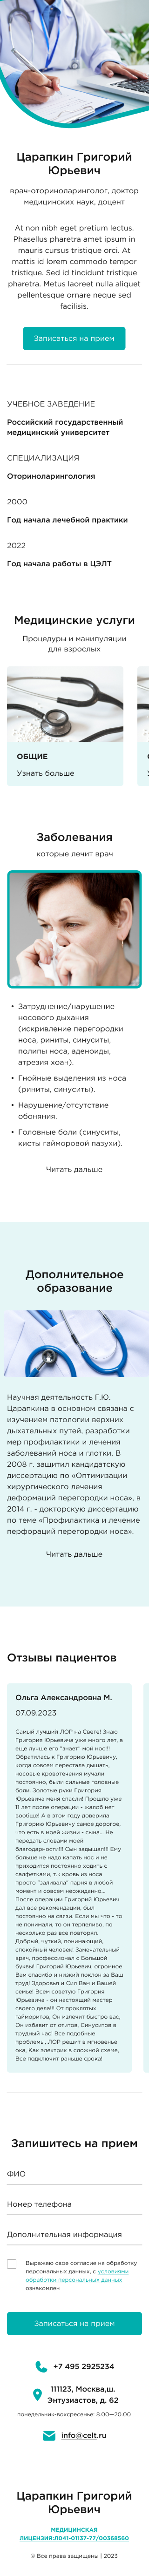 Царапкин Григорий
Юрьевич
врач-оториноларинголог, доктор
медицинских наук, доцент
At non nibh eget pretium lectus.
Phasellus pharetra amet ipsum in
mauris cursus tristique orci. At
mattis id lorem commodo tempor
tristique. Sed id tincidunt tristique
pharetra. Metus laoreet nulla aliquet
pellentesque ornare neque sed
facilisis.
Записаться на прием
УЧЕБНОЕ ЗАВЕДЕНИЕ
Российский государственный
медицинский университет
СПЕЦИАЛИЗАЦИЯ
Оториноларингология
2000
Год начала лечебной практики
2022
Год начала работы в ЦЭЛТ
Медицинские услуги
Процедуры и манипуляции
для взрослых
ОБЩИЕ
Узнать больше
Заболевания
которые лечит врач
• Затруднение/нарушение
носового дыхания
(искривление перегородки
носа, риниты, синуситы,
полипы носа, аденоиды,
атрезия хоан).
• Гнойные выделения из носа
(риниты, синуситы).
• Нарушение/отсутствие
обоняния.
• Головные боли (синуситы,
кисты гайморовой пазухи).
Читать дальше
Дополнительное
образование
Научная деятельность Г.Ю.
Царапкина в основном связана с
изучением патологии верхних
дыхательных путей, разработки
мер профилактики и лечения
заболеваний носа и глотки. В
2008 г. защитил кандидатскую
диссертацию по «Оптимизации
хирургического лечения
деформаций перегородки носа», в
2014 г. - докторскую диссертацию
по теме «Профилактика и лечение
перфораций перегородки носа».
Читать дальше
Отзывы пациентов
Ольга Александровна М.
07.09.2023
Самый лучший ЛОР на Свете! Знаю
Григория Юрьевича уже много лет, а
еще лучше его "знает" мой нос!!!
Обратилась к Григорию Юрьевичу,
когда совсем перестала дышать,
носовые кровотечения мучали
постоянно, были сильные головные
боли. Золотые руки Григория
Юрьевича меня спасли! Прошло уже
11 лет после операции - жалоб нет
вообще! А в этом году доверила
Григорию Юрьевичу самое дорогое,
что есть в моей жизни - сына... Не
передать словами моей
благодарности!!! Сын задышал!!! Ему
больше не надо капать нос и не
приходится постоянно ходить с
салфетками, т.к кровь из носа
просто "заливала" парня в любой
момент и совсем неожиданно...
После операции Григорий Юрьевич
дал все рекомендации, был
постоянно на связи. Если мы что - то
не понимали, то он терпеливо, по
несколько раз все повторял.
Добрый, чуткий, понимающий,
спокойный человек! Замечательный
врач, профессионал с Большой
буквы! Григорий Юрьевич, огромное
Вам спасибо и низкий поклон за Ваш
труд! Здоровья и Сил Вам и Вашей
семье! Всем советую Григория
Юрьевича - он настоящий мастер
своего дела!!! От проклятых
гайморитов, Он излечит быстро вас,
Он избавит от отитов, Синуситов в
трудный час! Все подобные
проблемы, ЛОР решит в мгновенье
ока, Как электрик в сложной схеме,
Все подключит раньше срока!
Запишитесь на прием
ФИО
Номер телефона
Дополнительная информация
Выражаю свое согласие на обработку
персональных данных, с условиями
обработки персональных данных
ознакомлен
Записаться на прием
+7 495 2925234
111123, Москва,ш.
Энтузиастов, д. 62
понедельник-воксресенье: 8.00—20.00
info@celt.ru
Царапкин Григорий
Юрьевич
МЕДИЦИНСКАЯ
ЛИЦЕНЗИЯ:Л041-01137-77/00368560
© Все права защищены | 2023